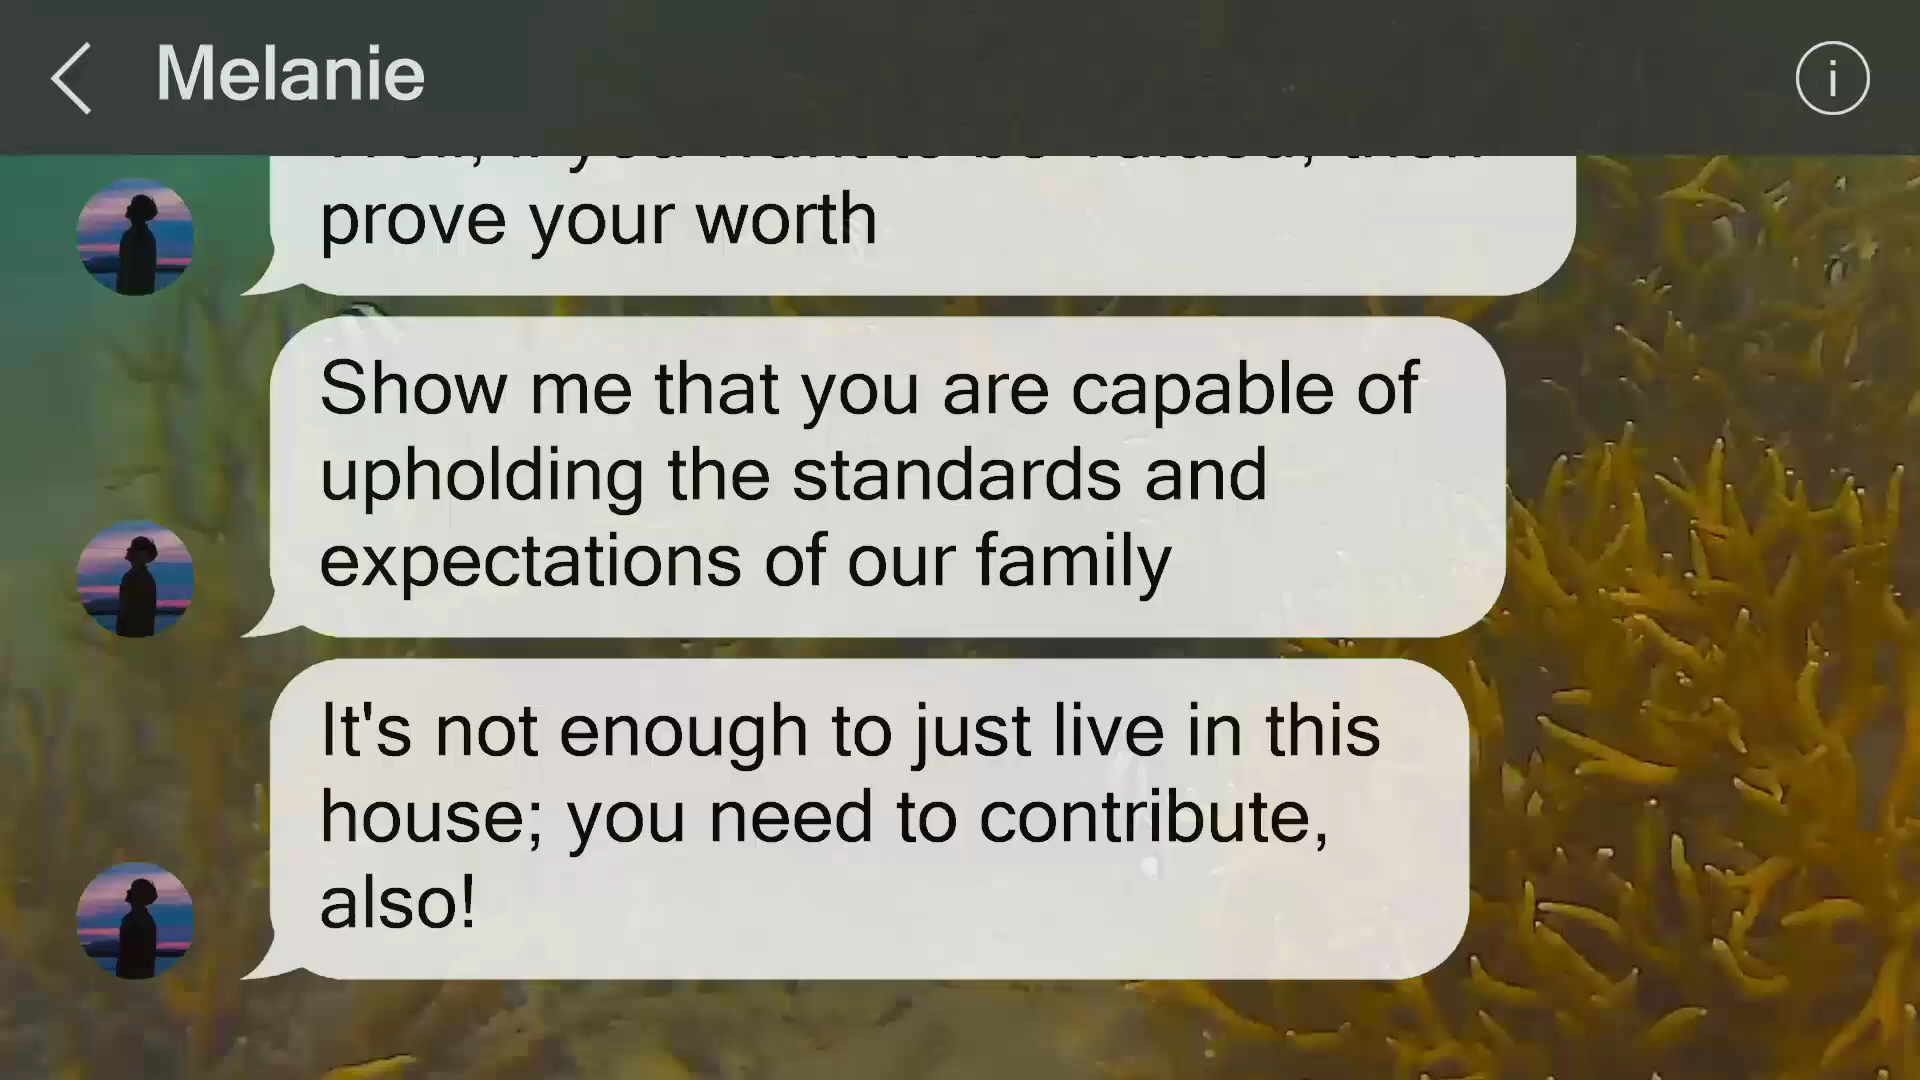 Melanie
prove your worth
Show me that you are capable of
upholding the standards and
expectations of our family
It's not enough to just live in this
house; you need to contribute,
also!